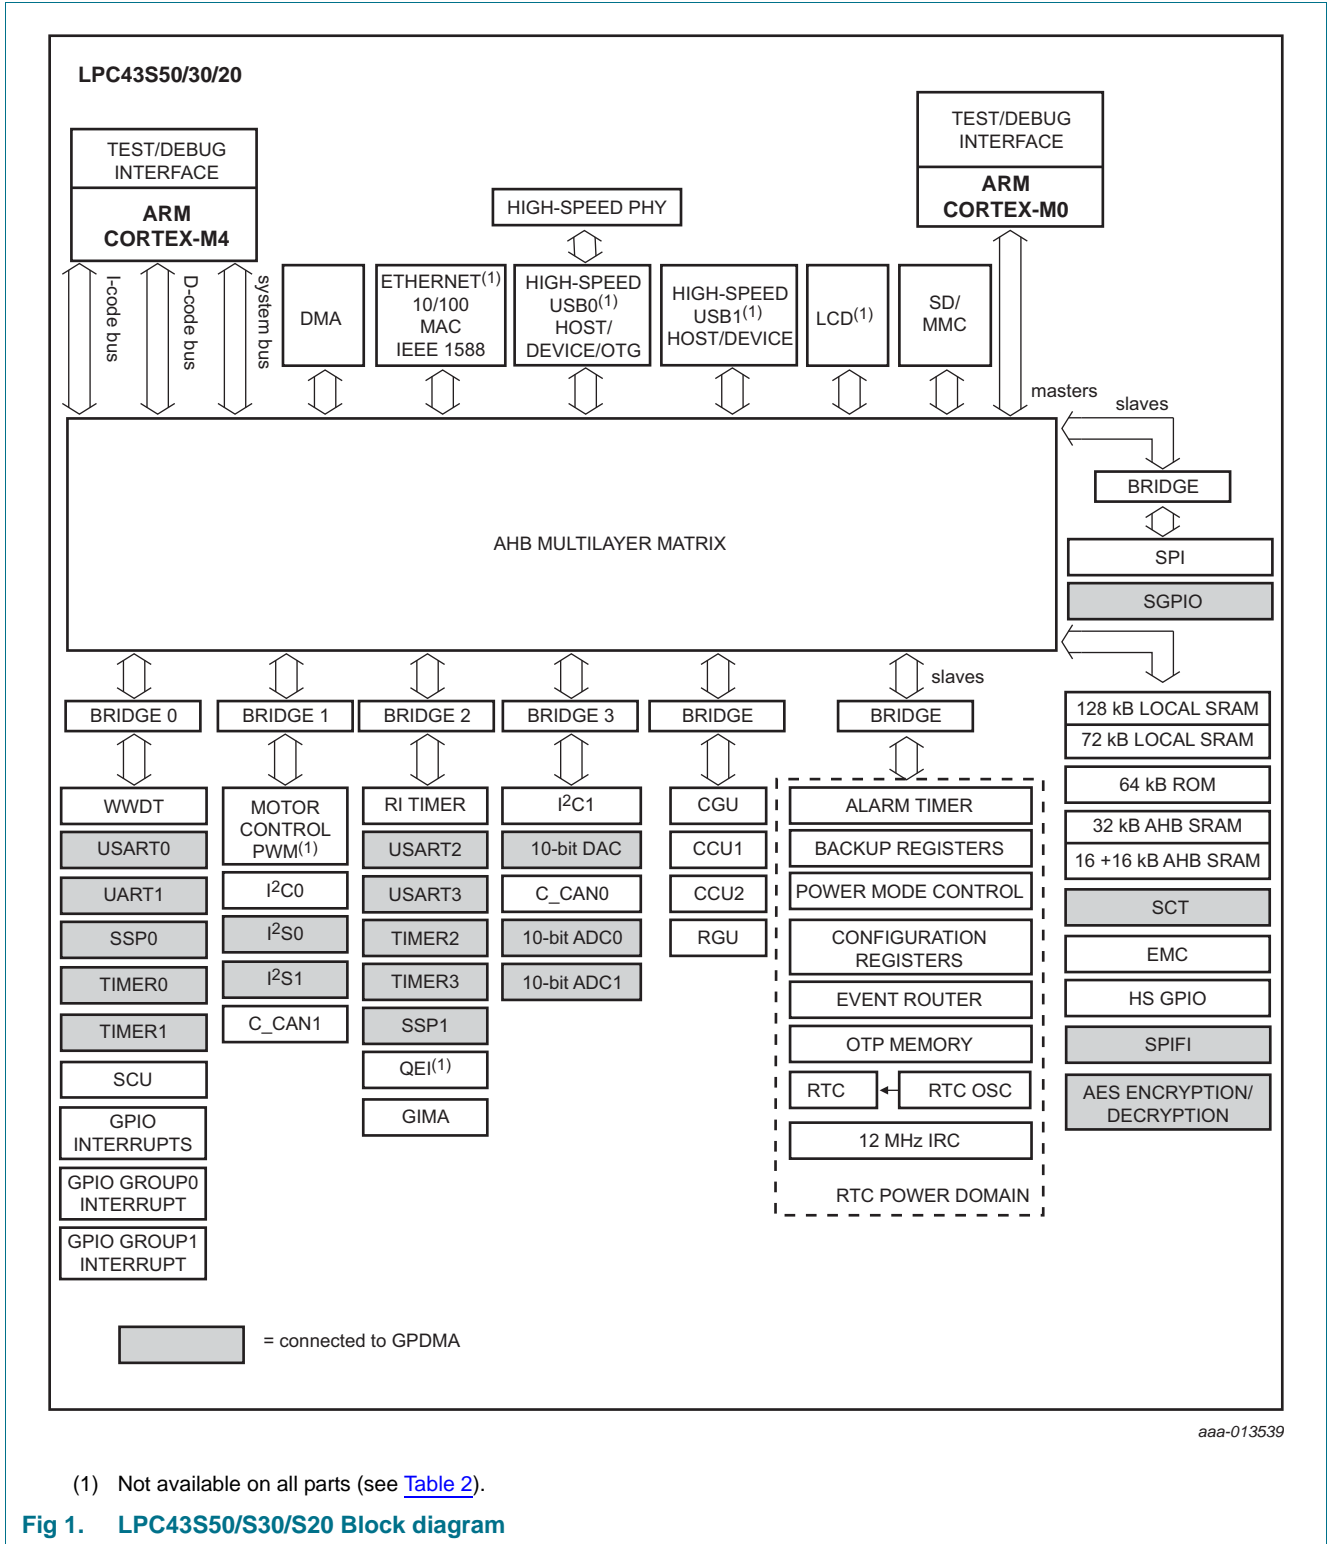 LPC43S50/30/20
TEST/DEBUG
INTERFACE
ARM
CORTEX-M4
TEST/DEBUG
INTERFACE
ARM
CORTEX-M0
HIGH-SPEED PHY
I-code bus
D-code bus
system bus
DMA
ETHERNET(1)
10/100
MAC
IEEE 1588
HIGH-SPEED
USB0(1)
HOST/
DEVICE/OTG
HIGH-SPEED
USB1(1)
HOST/DEVICE
LCD(1)
SD/
MMC
masters
slaves
BRIDGE
AHB MULTILAYER MATRIX
SPI
SGPIO
slaves
BRIDGE 0
BRIDGE 1
BRIDGE 2
BRIDGE 3
BRIDGE
BRIDGE
WWDT
USART0
UART1
SSP0
TIMER0
TIMER1
SCU
GPIO
INTERRUPTS
GPIO GROUP0
INTERRUPT
GPIO GROUP1
INTERRUPT
MOTOR
CONTROL
PWM(1)
I2C0
I2S0
I2S1
C_CAN1
RI TIMER
USART2
USART3
TIMER2
TIMER3
SSP1
QEI(1)
GIMA
I2C1
10-bit DAC
C_CAN0
10-bit ADC0
10-bit ADC1
CGU
CCU1
CCU2
RGU
ALARM TIMER
BACKUP REGISTERS
POWER MODE CONTROL
CONFIGURATION
REGISTERS
EVENT ROUTER
OTP MEMORY
RTC
RTC OSC
12 MHz IRC
RTC POWER DOMAIN
128 kB LOCAL SRAM
72 kB LOCAL SRAM
64 kB ROM
32 kB AHB SRAM
16 +16 kB AHB SRAM
SCT
EMC
HS GPIO
SPIFI
AES ENCRYPTION/
DECRYPTION
= connected to GPDMA
aaa-013539
(1) Not available on all parts (see Table 2).
Fig 1. LPC43S50/S30/S20 Block diagram